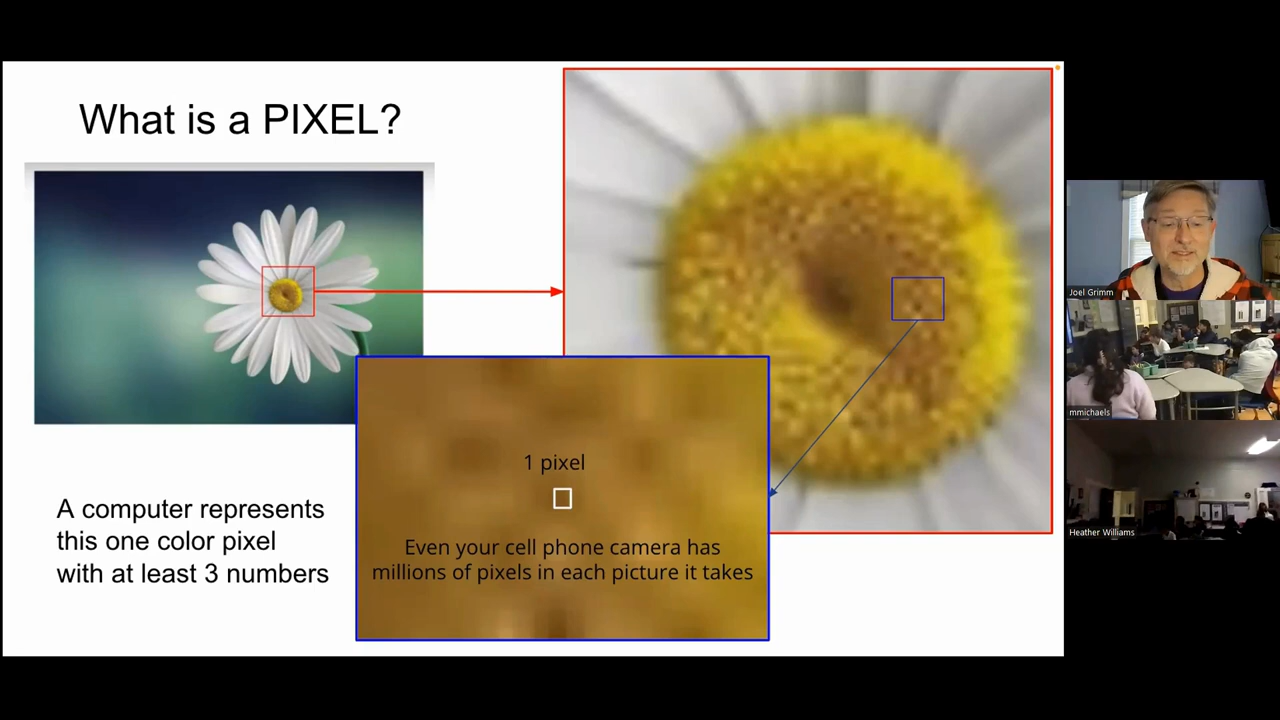 What is a PIXEL?
1 pixel
Even your cell phone camera has
millions of pixels in each picture it takes
A computer represents
this one color pixel
with at least 3 numbers
Joel Grimm
mmichaels
Heather Williams